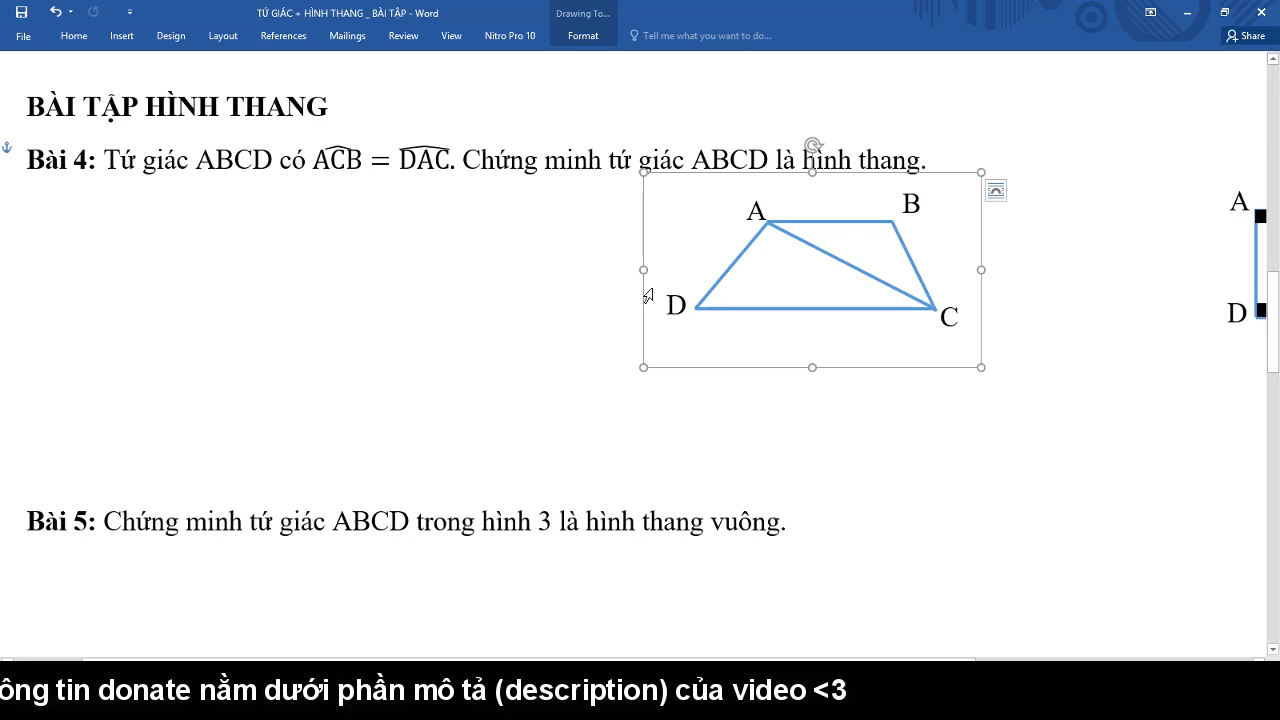 TỨ GIÁC + HÌNH THANG _ BÀI TẬP - Word
Drawing To...
File Home Insert Design Layout References Mailings Review View Nitro Pro 10 Format Tell me what you want to do... Share
BÀI TẬP HÌNH THANG
Bài 4: Tứ giác ABCD có \widehat{ACB} = \widehat{DAC}. Chứng minh tứ giác ABCD là hình thang.
A B
A
D C
D
Bài 5: Chứng minh tứ giác ABCD trong hình 3 là hình thang vuông.
ông tin donate nằm dưới phần mô tả (description) của video <3